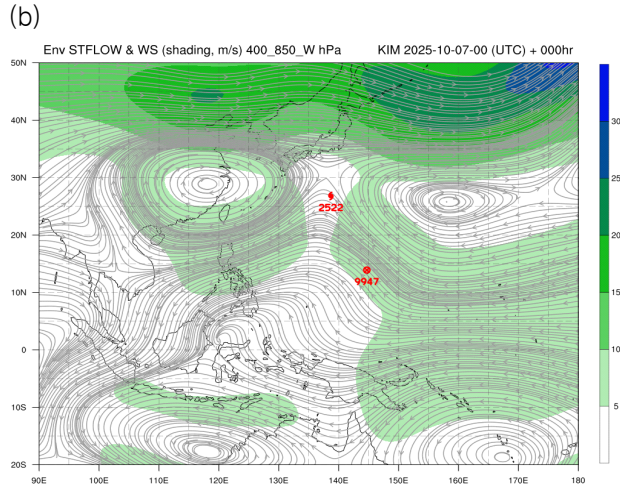 (b)
Env STFLOW & WS (shading, m/s) 400_850_W hPa KIM 2025-10-07-00 (UTC) + 000hr
50N
40N
30N
20N
10N
0
10S
20S
90E 100E 110E 120E 130E 140E 150E 160E 170E 180
2522
9947
30
25
20
15
10
5